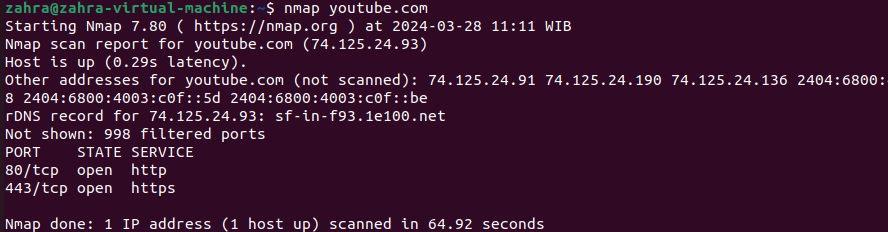 zahra@zahra-virtual-machine:~$ nmap youtube.com
Starting Nmap 7.80 ( https://nmap.org ) at 2024-03-28 11:11 WIB
Nmap scan report for youtube.com (74.125.24.93)
Host is up (0.29s latency).
Other addresses for youtube.com (not scanned): 74.125.24.91 74.125.24.190 74.125.24.136 2404:6800:
8 2404:6800:4003:c0f::5d 2404:6800:4003:c0f::be
rDNS record for 74.125.24.93: sf-in-f93.1e100.net
Not shown: 998 filtered ports
PORT    STATE SERVICE
80/tcp  open  http
443/tcp open  https
Nmap done: 1 IP address (1 host up) scanned in 64.92 seconds